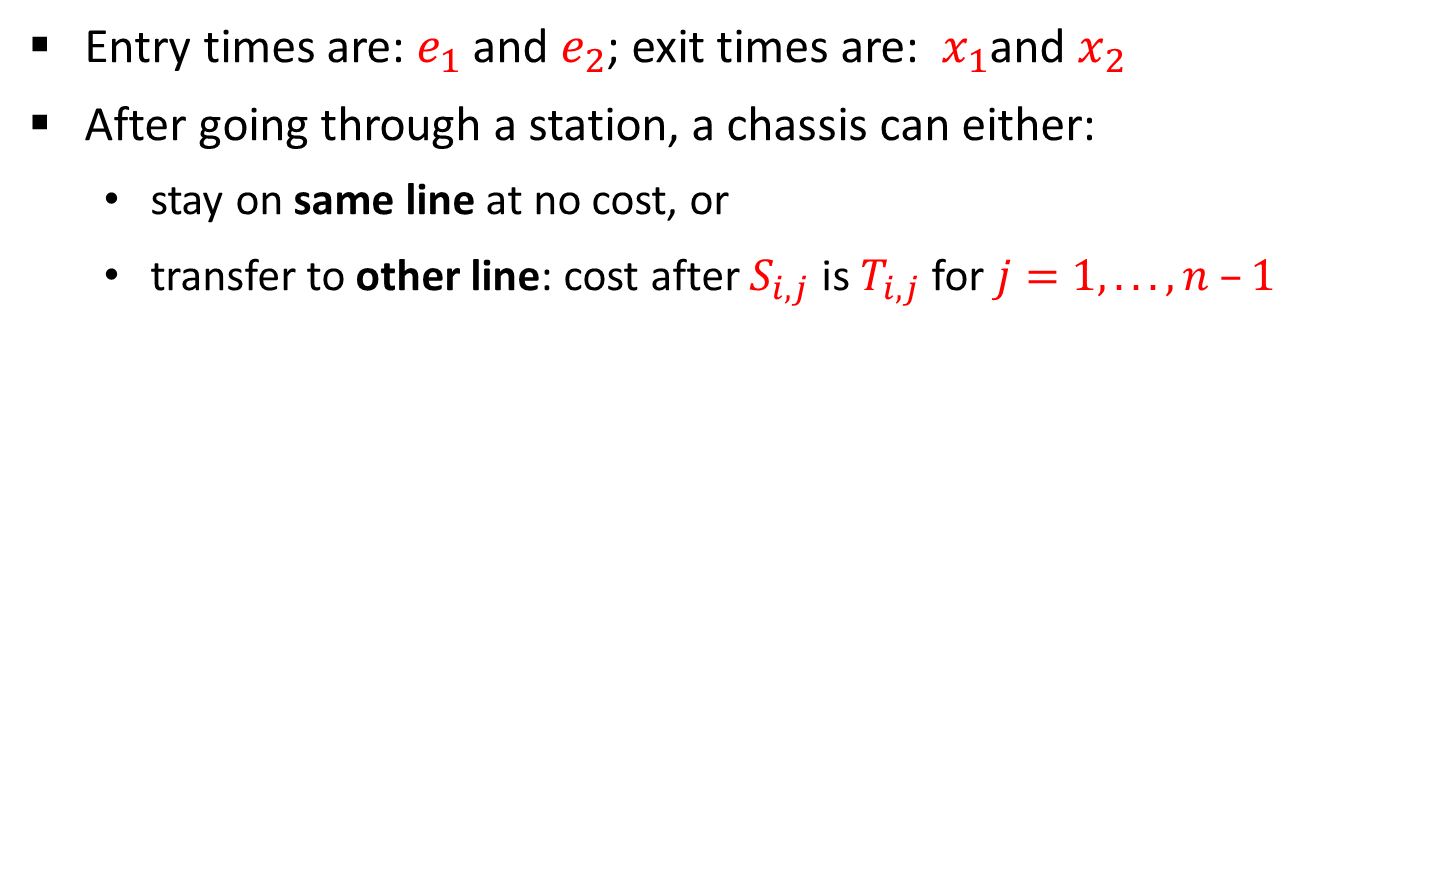 ▪ Entry times are: e₁ and e₂; exit times are: x₁and x₂
▪ After going through a station, a chassis can either:
• stay on same line at no cost, or
• transfer to other line: cost after Sᵢ,ⱼ is Tᵢ,ⱼ for j = 1, . . . , n – 1